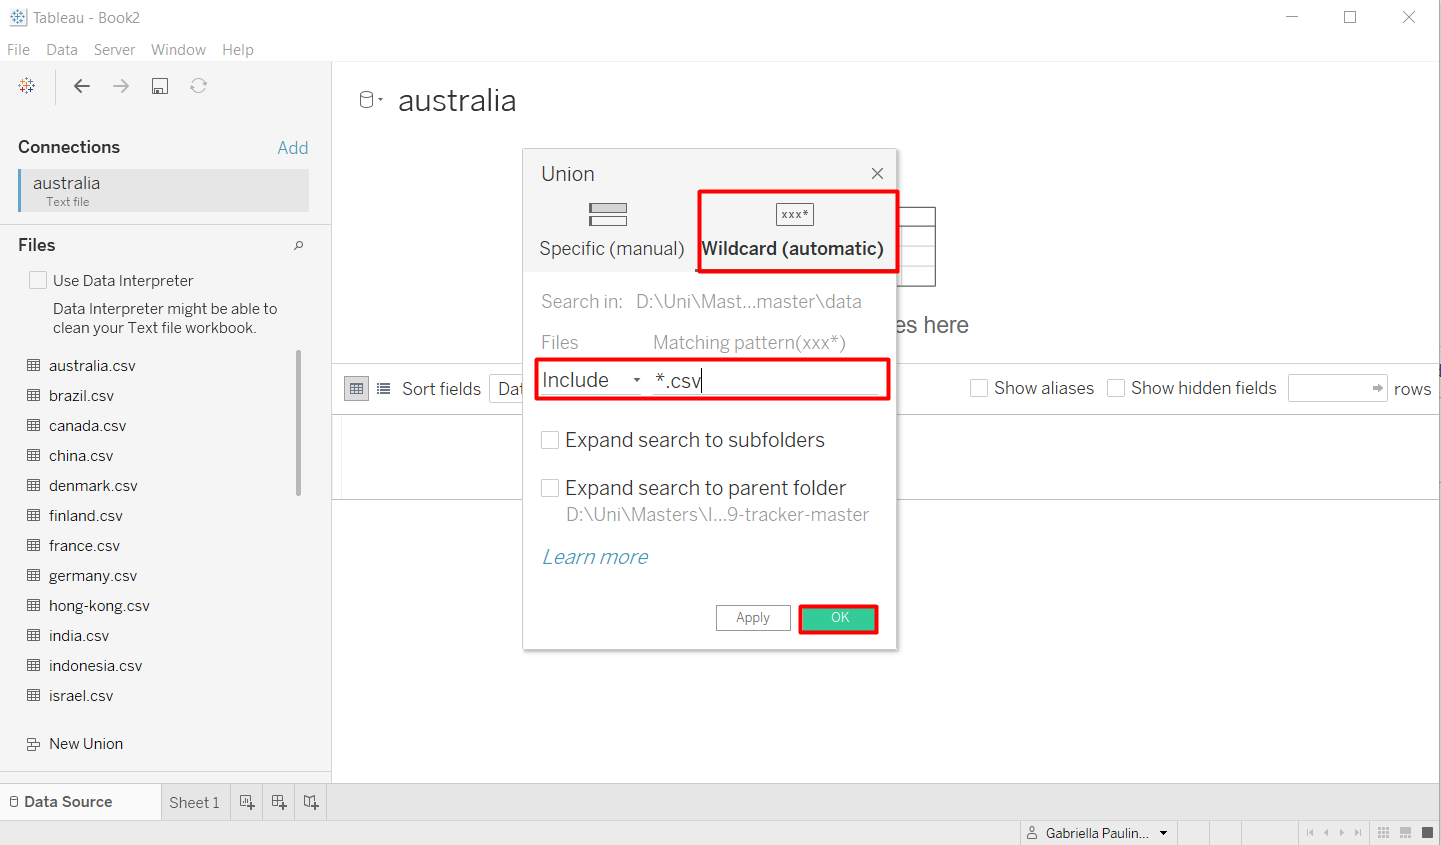 Tableau - Book2
File Data Server Window Help
Connections Add
australia
Text file
Files
Use Data Interpreter
Data Interpreter might be able to
clean your Text file workbook.
australia.csv
brazil.csv
canada.csv
china.csv
denmark.csv
finland.csv
france.csv
germany.csv
hong-kong.csv
india.csv
indonesia.csv
israel.csv
New Union
australia
Union
xxx*
Specific (manual) Wildcard (automatic)
Search in: D:\Uni\Mast...master\data
Files Matching pattern(xxx*)
Include *.csv
Expand search to subfolders
Expand search to parent folder
D:\Uni\Masters\I...9-tracker-master
Learn more
Apply OK
es here
Sort fields Dat Show aliases Show hidden fields rows
Data Source Sheet 1
Gabriella Paulin...